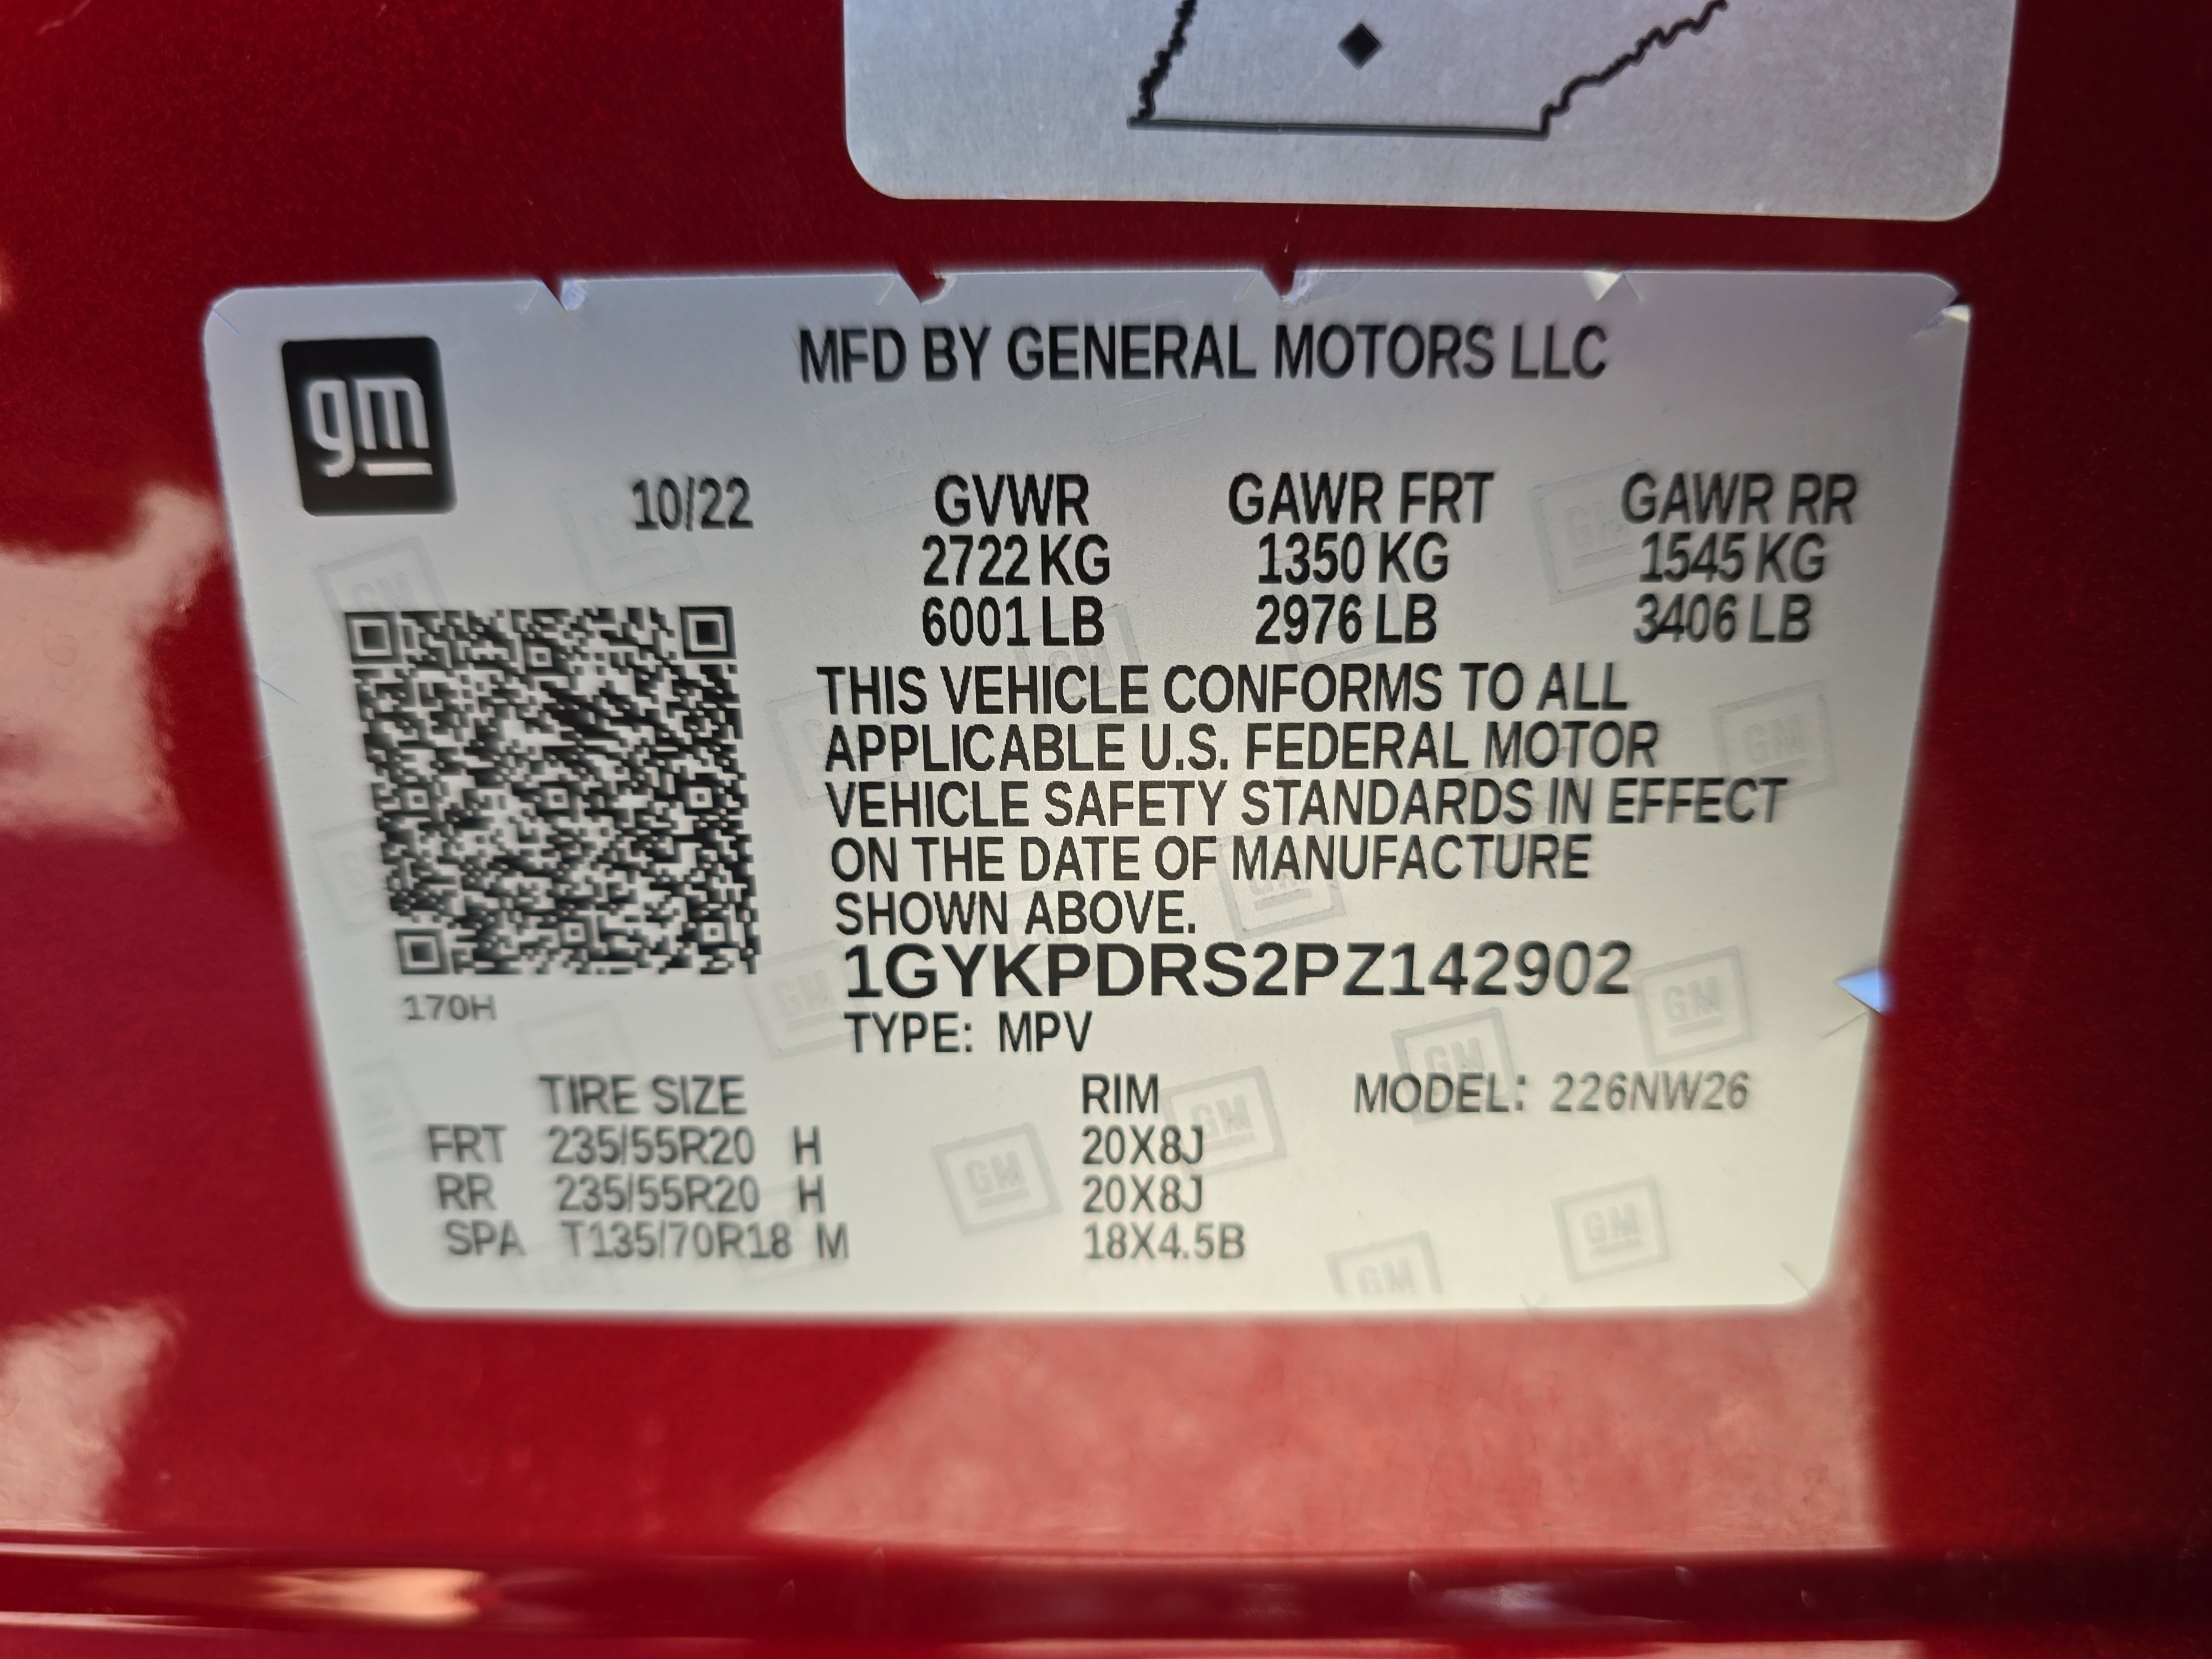 gm
MFD BY GENERAL MOTORS LLC
10/22 GVWR GAWR FRT GAWR RR
2722 KG 1350 KG 1545 KG
6001 LB 2976 LB 3406 LB
THIS VEHICLE CONFORMS TO ALL
APPLICABLE U.S. FEDERAL MOTOR
VEHICLE SAFETY STANDARDS IN EFFECT
ON THE DATE OF MANUFACTURE
SHOWN ABOVE.
1GYKPDRS2PZ142902
170H
TYPE: MPV
TIRE SIZE RIM MODEL: 226NW26
FRT 235/55R20 H 20X8J
RR 235/55R20 H 20X8J
SPA T135/70R18 M 18X4.5B